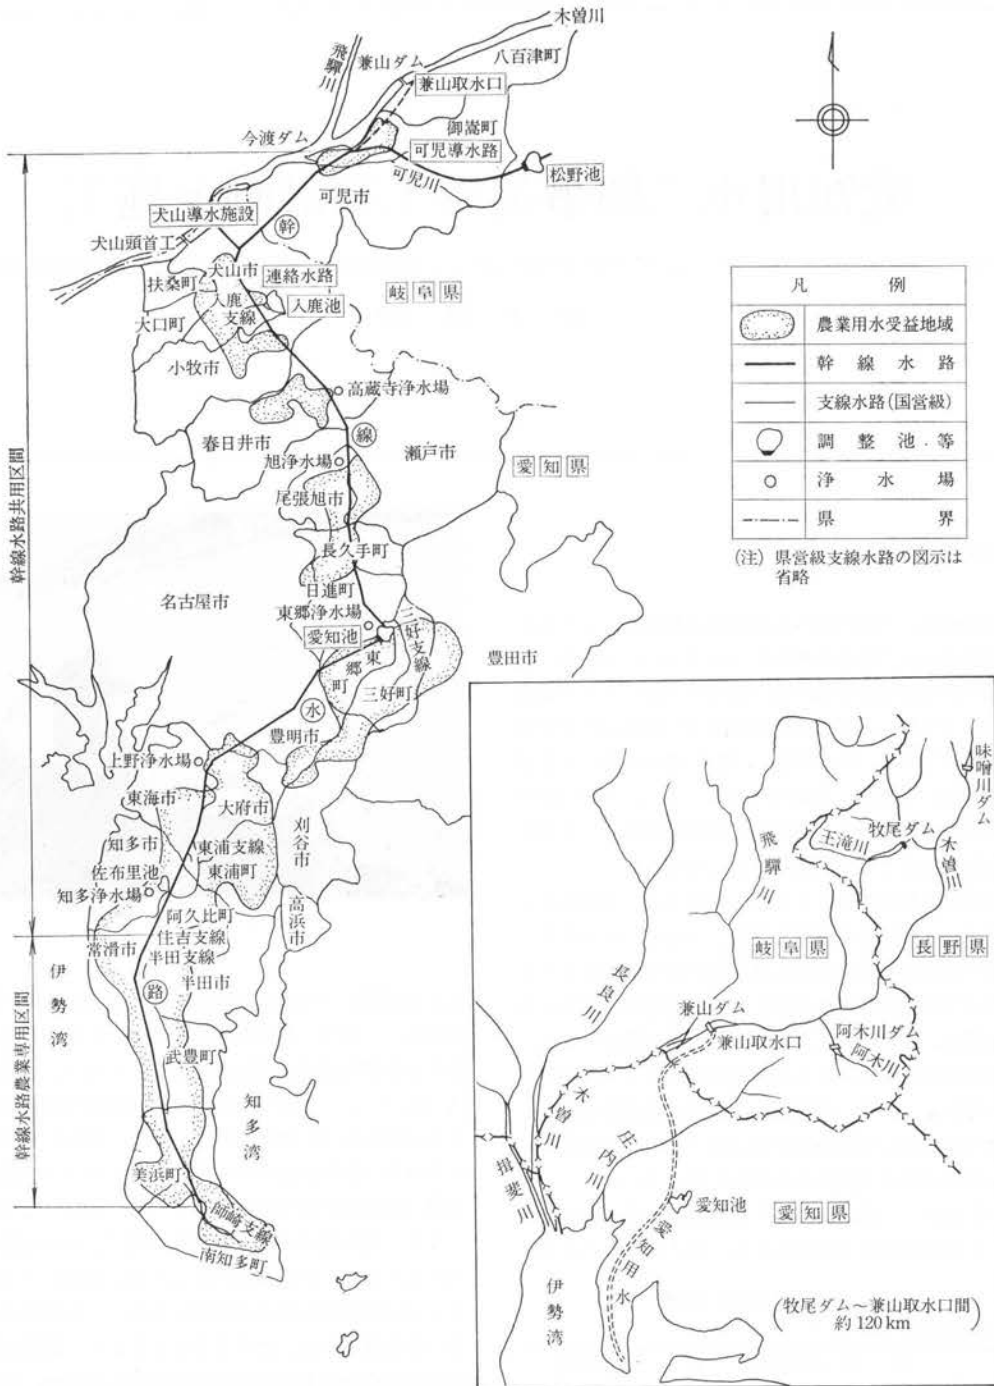 木曽川
飛騨川
兼山ダム
八百津町
兼山取水口
御嵩町
今渡ダム
可児導水路
可児川
松野池
可児市
犬山導水施設
幹
犬山頭首工
犬山市
連絡水路
扶桑町
入鹿支線
入鹿池
岐阜県
大口町
小牧市
高蔵寺浄水場
春日井市
線
瀬戸市
旭浄水場
愛知県
尾張旭市
長久手町
日進町
名古屋市
東郷浄水場
愛知池
三好支線
東郷町
三好町
豊田市
水
豊明市
上野浄水場
東海市
大府市
刈谷市
知多市
東浦支線
東浦町
佐布里池
知多浄水場
高浜市
阿久比町
常滑市
住吉支線
半田支線
半田市
伊勢湾
路
武豊町
知多湾
美浜町
師崎支線
南知多町
幹線水路共用区間
幹線水路農業専用区間
凡例
農業用水受益地域
幹線水路
支線水路(国営級)
調整池・等
浄水場
県界
(注) 県営級支線水路の図示は
省略
味噌川ダム
牧尾ダム
王滝川
木曽川
飛騨川
岐阜県
長野県
長良川
兼山ダム
兼山取水口
阿木川ダム
阿木川
木曽川
庄内川
揖斐川
愛知池
愛知県
愛知用水
伊勢湾
(牧尾ダム〜兼山取水口間
約120km)